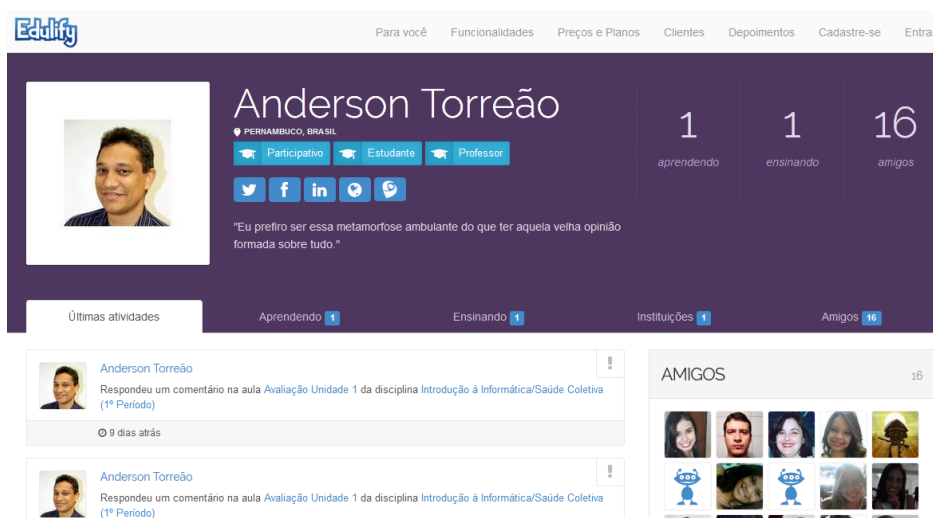 Edulify
Para você Funcionalidades Preços e Planos Clientes Depoimentos Cadastre-se Entrar
Anderson Torreão
PERNAMBUCO, BRASIL
Participativo Estudante Professor
"Eu prefiro ser essa metamorfose ambulante do que ter aquela velha opinião
formada sobre tudo."
1 1 16
aprendendo ensinando amigos
Últimas atividades Aprendendo 1 Ensinando 1 Instituições 1 Amigos 16
Anderson Torreão
Respondeu um comentário na aula Avaliação Unidade 1 da disciplina Introdução à Informática/Saúde Coletiva
(1º Período)
9 dias atrás
Anderson Torreão
Respondeu um comentário na aula Avaliação Unidade 1 da disciplina Introdução à Informática/Saúde Coletiva
(1º Período)
AMIGOS 16